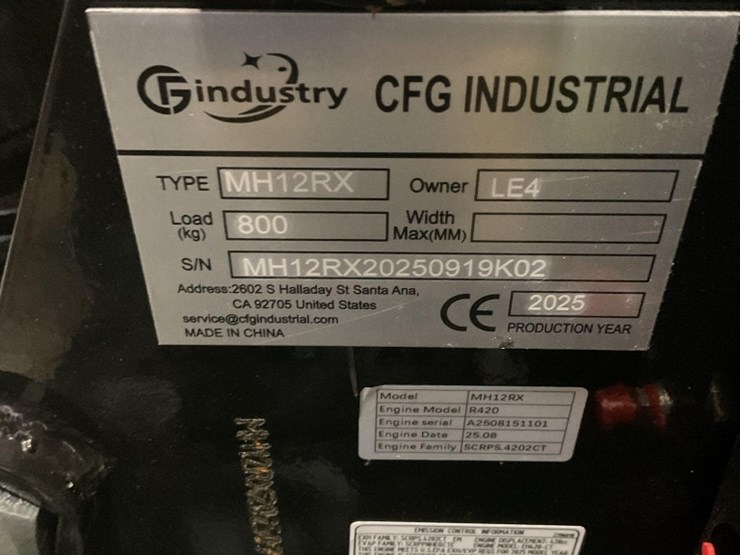 Gindustry CFG INDUSTRIAL
TYPE MH12RX Owner LE4
Load (kg) 800 Width Max(MM)
S/N MH12RX20250919K02
Address:2602 S Halladay St Santa Ana,
CA 92705 United States
service@cfgindustrial.com
MADE IN CHINA
CE 2025
PRODUCTION YEAR
Model MH12RX
Engine Model R420
Engine serial A2508151101
Engine Date 25.08
Engine Family SCRPS.4202CT
EMISSION CONTROL INFORMATION